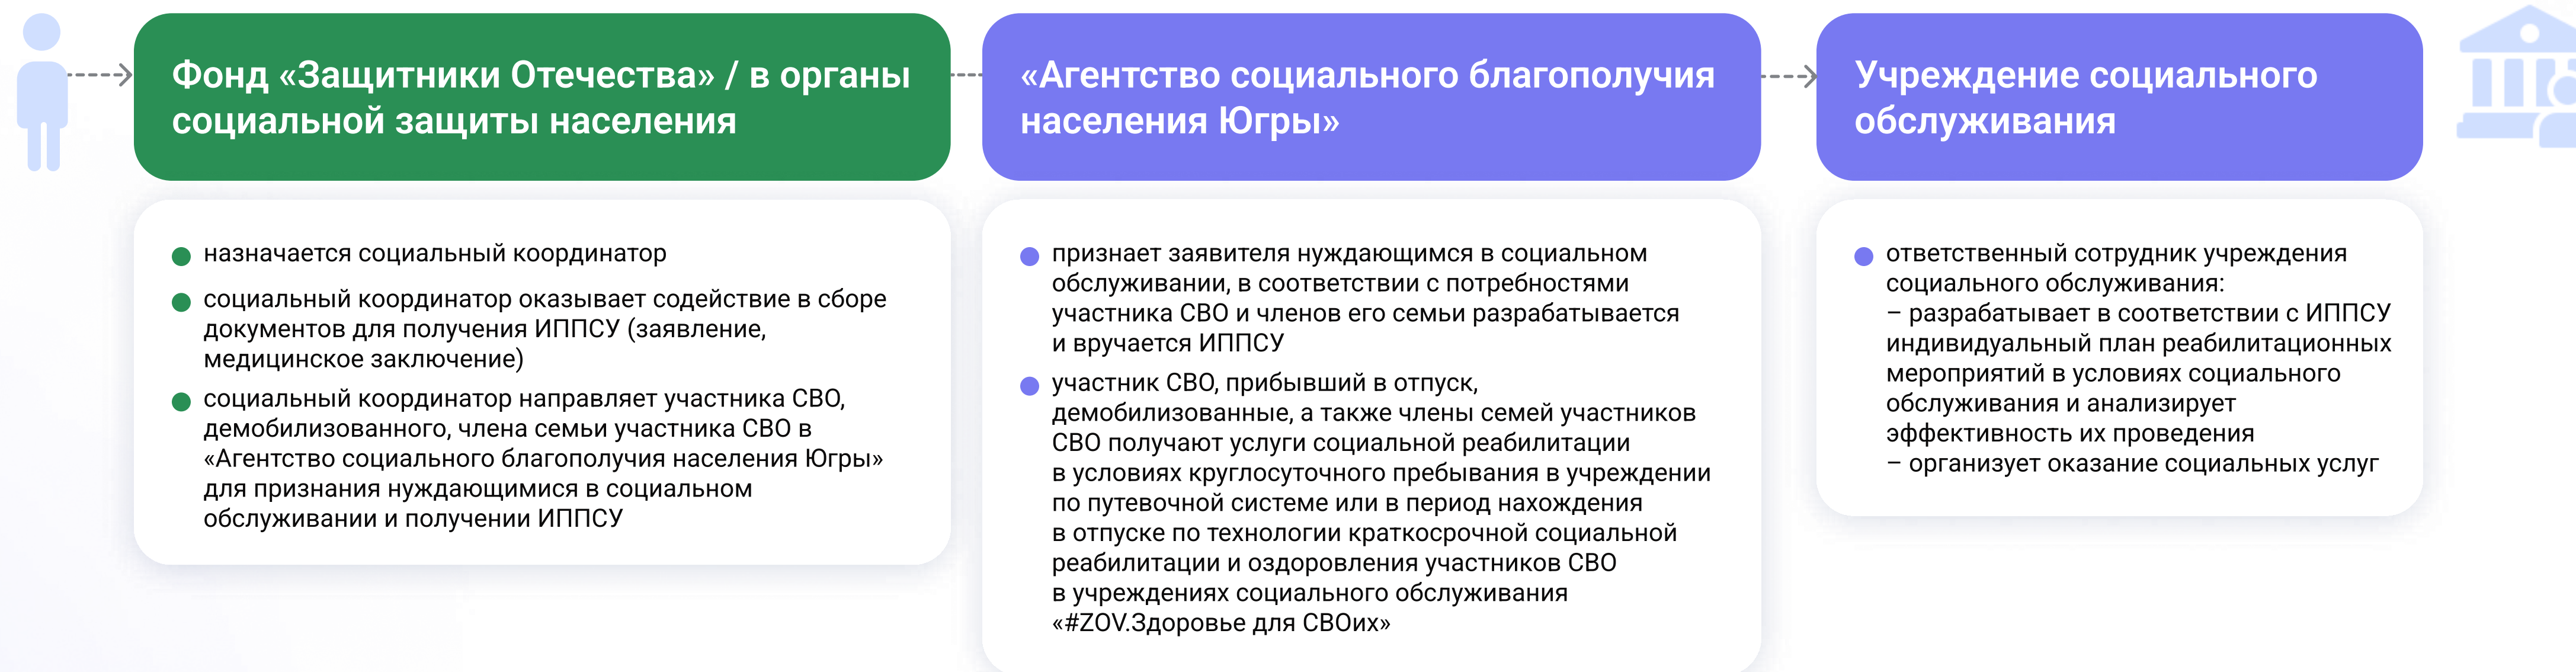 Фонд «Защитники Отечества» / в органы
социальной защиты населения
назначается социальный координатор
социальный координатор оказывает содействие в сборе
документов для получения ИППСУ (заявление,
медицинское заключение)
социальный координатор направляет участника СВО,
демобилизованного, члена семьи участника СВО в
«Агентство социального благополучия населения Югры»
для признания нуждающимися в социальном
обслуживании и получении ИППСУ
«Агентство социального благополучия
населения Югры»
признает заявителя нуждающимся в социальном
обслуживании, в соответствии с потребностями
участника СВО и членов его семьи разрабатывается
и вручается ИППСУ
участник СВО, прибывший в отпуск,
демобилизованные, а также члены семей участников
СВО получают услуги социальной реабилитации
в условиях круглосуточного пребывания в учреждении
по путевочной системе или в период нахождения
в отпуске по технологии краткосрочной социальной
реабилитации и оздоровления участников СВО
в учреждениях социального обслуживания
«#ZOV.Здоровье для СВОих»
Учреждение социального
обслуживания
ответственный сотрудник учреждения
социального обслуживания:
– разрабатывает в соответствии с ИППСУ
индивидуальный план реабилитационных
мероприятий в условиях социального
обслуживания и анализирует
эффективность их проведения
– организует оказание социальных услуг